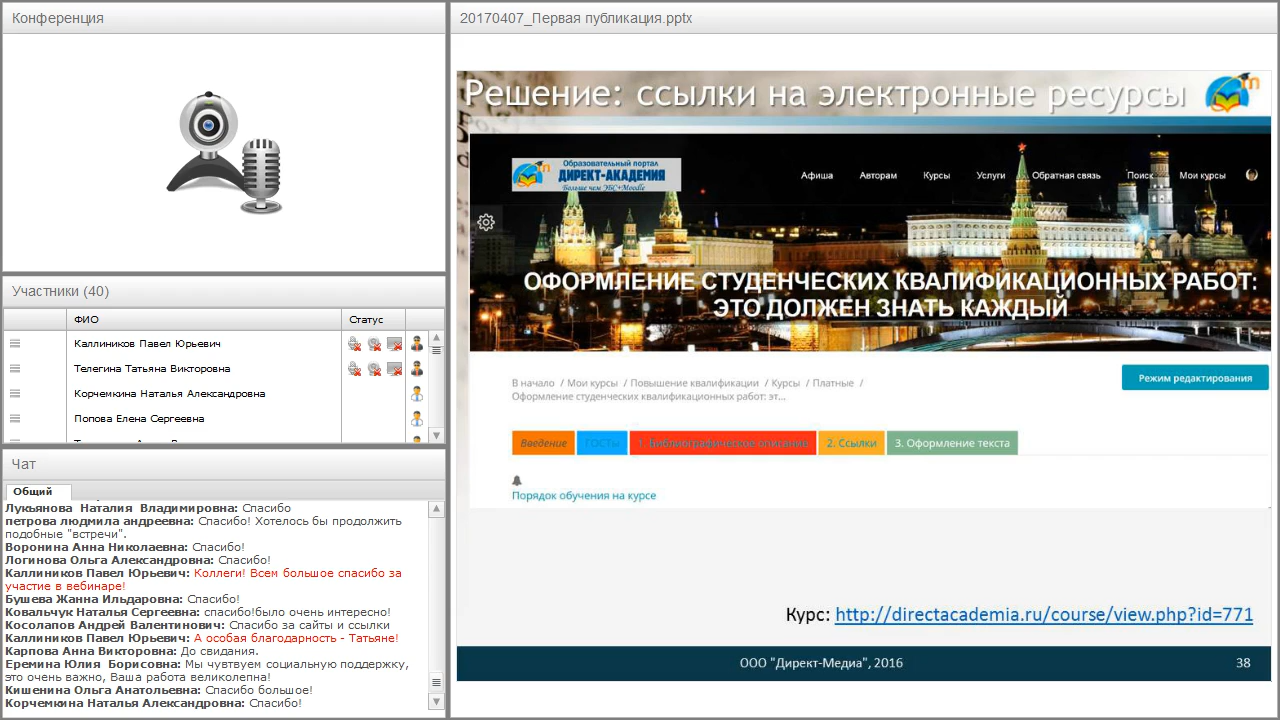 Конференция
Участники (40)
ФИО
Статус
Каллиников Павел Юрьевич
Телегина Татьяна Викторовна
Корчемкина Наталья Александровна
Попова Елена Сергеевна
Чат
Общий
Лукьянова Наталия Владимировна: Спасибо
петрова людмила андреевна: Спасибо! Хотелось бы продолжить
подобные "встречи".
Воронина Анна Николаевна: Спасибо!
Логинова Ольга Александровна: Спасибо!
Каллиников Павел Юрьевич: Коллеги! Всем большое спасибо за
участие в вебинаре!
Бушева Жанна Ильдаровна: Спасибо!
Ковальчук Наталья Сергеевна: спасибо!было очень интересно!
Косолапов Андрей Валентинович: Спасибо за сайты и ссылки
Каллиников Павел Юрьевич: А особая благодарность - Татьяне!
Карпова Анна Викторовна: До свидания.
Еремина Юлия Борисовна: Мы чувтвуем социальную поддержку,
это очень важно, Ваша работа великолепна!
Кишенина Ольга Анатольевна: Спасибо большое!
Корчемкина Наталья Александровна: Спасибо!
20170407_Первая публикация.pptx
Решение: ссылки на электронные ресурсы
Образовательный портал
ДИРЕКТ-АКАДЕМИЯ
Больше чем ЭБС+Moodle
Афиша Авторам Курсы Услуги Обратная связь Поиск Мои курсы
ОФОРМЛЕНИЕ СТУДЕНЧЕСКИХ КВАЛИФИКАЦИОННЫХ РАБОТ:
ЭТО ДОЛЖЕН ЗНАТЬ КАЖДЫЙ
В начало / Мои курсы / Повышение квалификации / Курсы / Платные /
Оформление студенческих квалификационных работ: эт...
Режим редактирования
Введение ГОСТы 1. Библиографическое описание 2. Ссылки 3. Оформление текста
Порядок обучения на курсе
Курс: http://directacademia.ru/course/view.php?id=771
ООО "Директ-Медиа", 2016
38